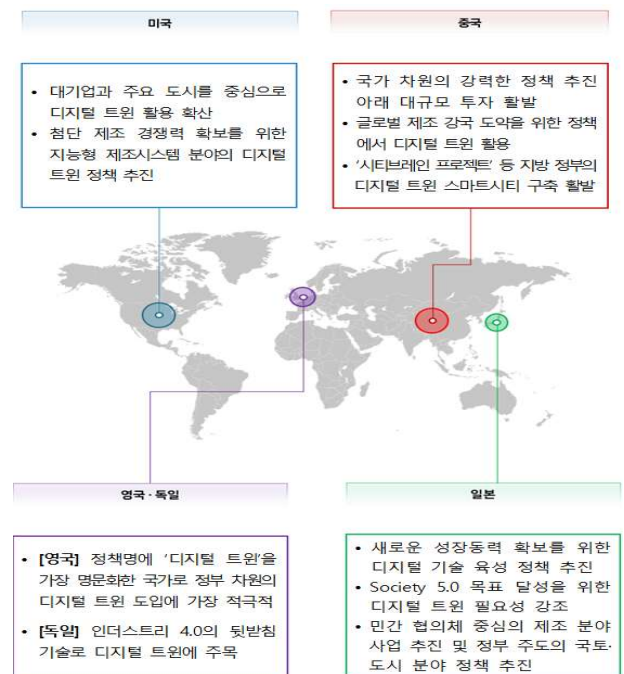 미국
• 대기업과 주요 도시를 중심으로
디지털 트윈 활용 확산
• 첨단 제조 경쟁력 확보를 위한
지능형 제조시스템 분야의 디지털
트윈 정책 추진
중국
• 국가 차원의 강력한 정책 추진
아래 대규모 투자 활발
• 글로벌 제조 강국 도약을 위한 정책
에서 디지털 트윈 활용
• ‘시티브레인 프로젝트’ 등 지방 정부의
디지털 트윈 스마트시티 구축 활발
영국 · 독일
• [영국] 정책명에 ‘디지털 트윈’을
가장 명문화한 국가로 정부 차원의
디지털 트윈 도입에 가장 적극적
• [독일] 인더스트리 4.0의 뒷받침
기술로 디지털 트윈에 주목
일본
• 새로운 성장동력 확보를 위한
디지털 기술 육성 정책 추진
• Society 5.0 목표 달성을 위한
디지털 트윈 필요성 강조
• 민간 협의체 중심의 제조 분야
사업 추진 및 정부 주도의 국토·
도시 분야 정책 추진